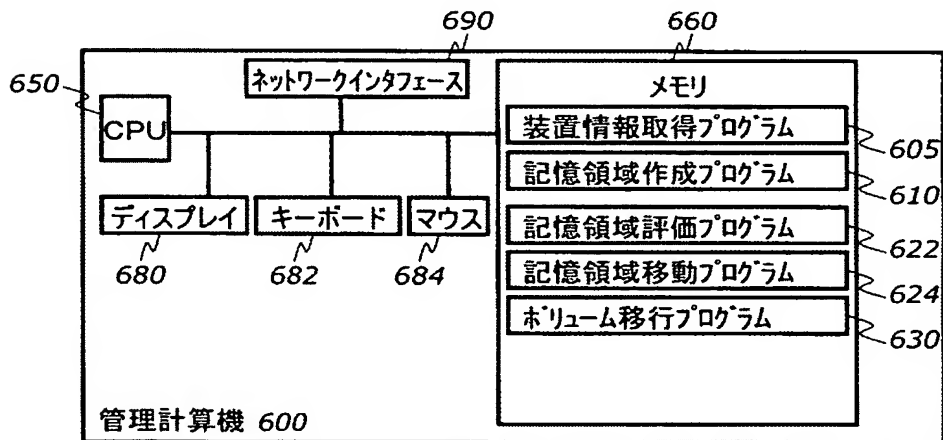 690
660
650
CPU
ネットワークインタフェース
メモリ
装置情報取得プログラム
605
記憶領域作成プログラム
610
ディスプレイ
キーボード
マウス
680
682
684
記憶領域評価プログラム
622
記憶領域移動プログラム
624
ボリューム移行プログラム
630
管理計算機 600